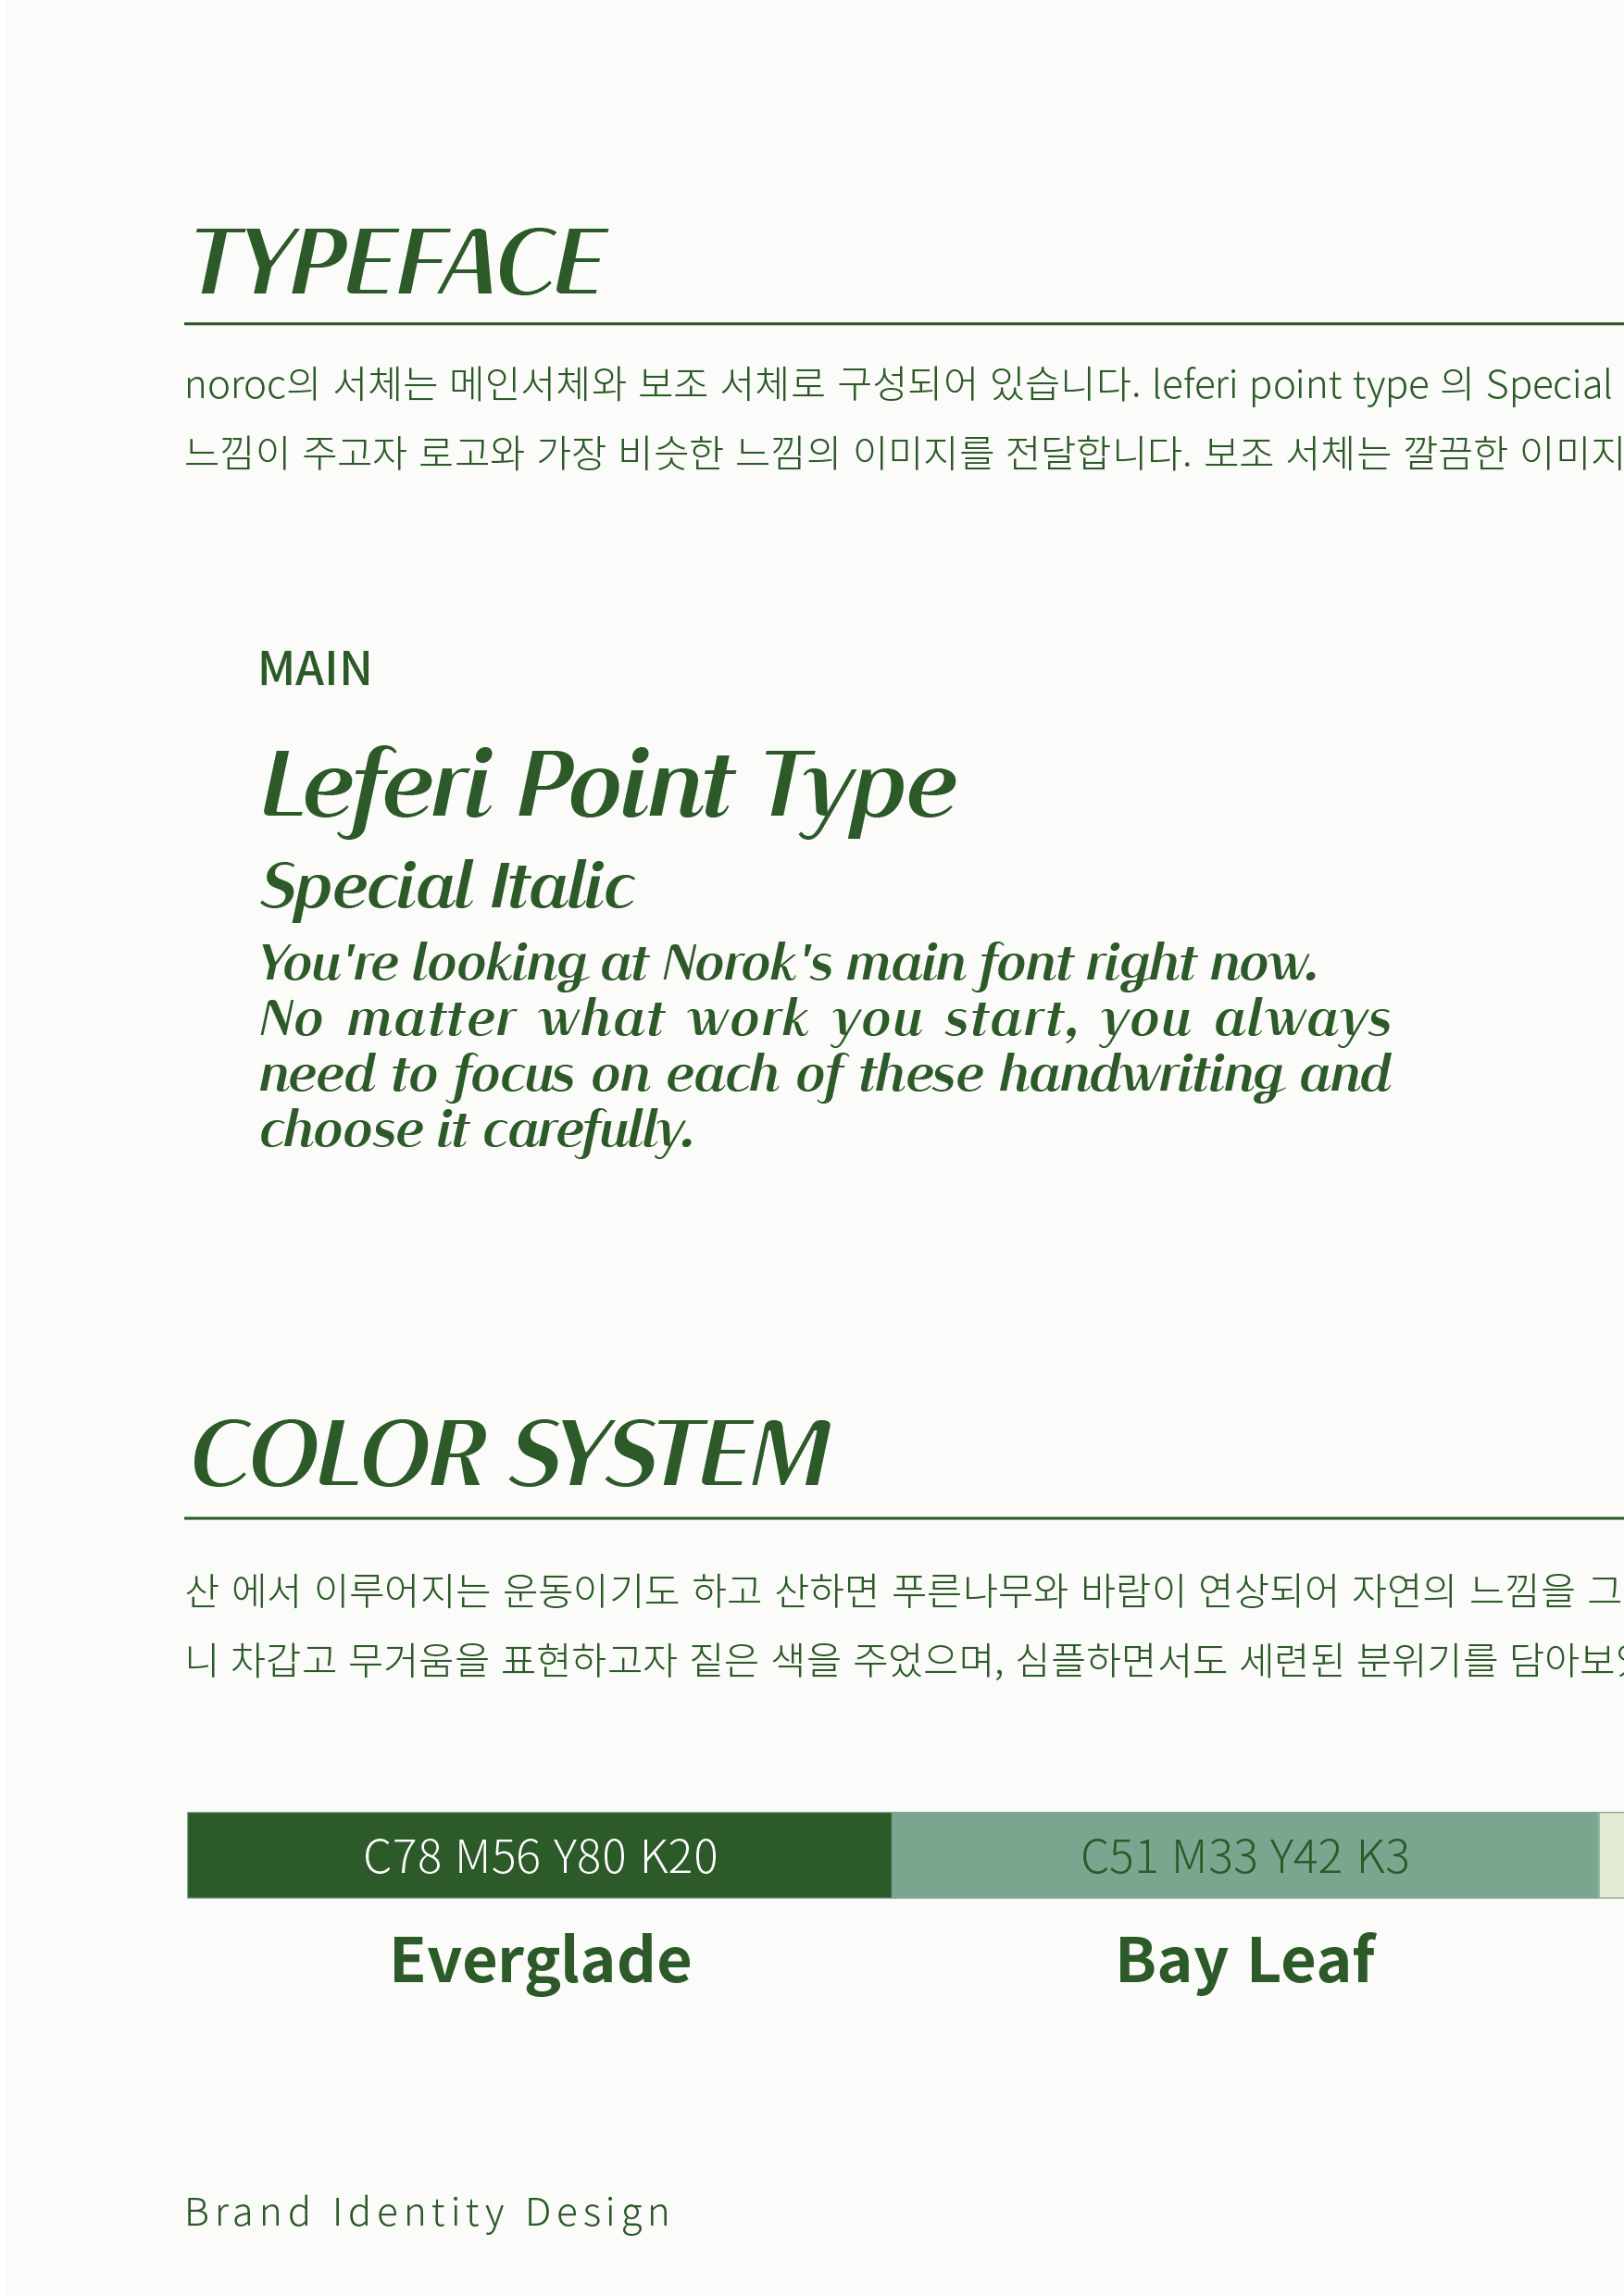 TYPEFACE
noroc의 서체는 메인서체와 보조 서체로 구성되어 있습니다. leferi point type 의 Special
느낌이 주고자 로고와 가장 비슷한 느낌의 이미지를 전달합니다. 보조 서체는 깔끔한 이미지
MAIN
Leferi Point Type
Special Italic
You're looking at Norok's main font right now.
No matter what work you start, you always
need to focus on each of these handwriting and
choose it carefully.
COLOR SYSTEM
산 에서 이루어지는 운동이기도 하고 산하면 푸른나무와 바람이 연상되어 자연의 느낌을 그
니 차갑고 무거움을 표현하고자 짙은 색을 주었으며, 심플하면서도 세련된 분위기를
C78 M56 Y80 K20
C51 M33 Y42 K3
Everglade
Bay Leaf
Brand Identity Design